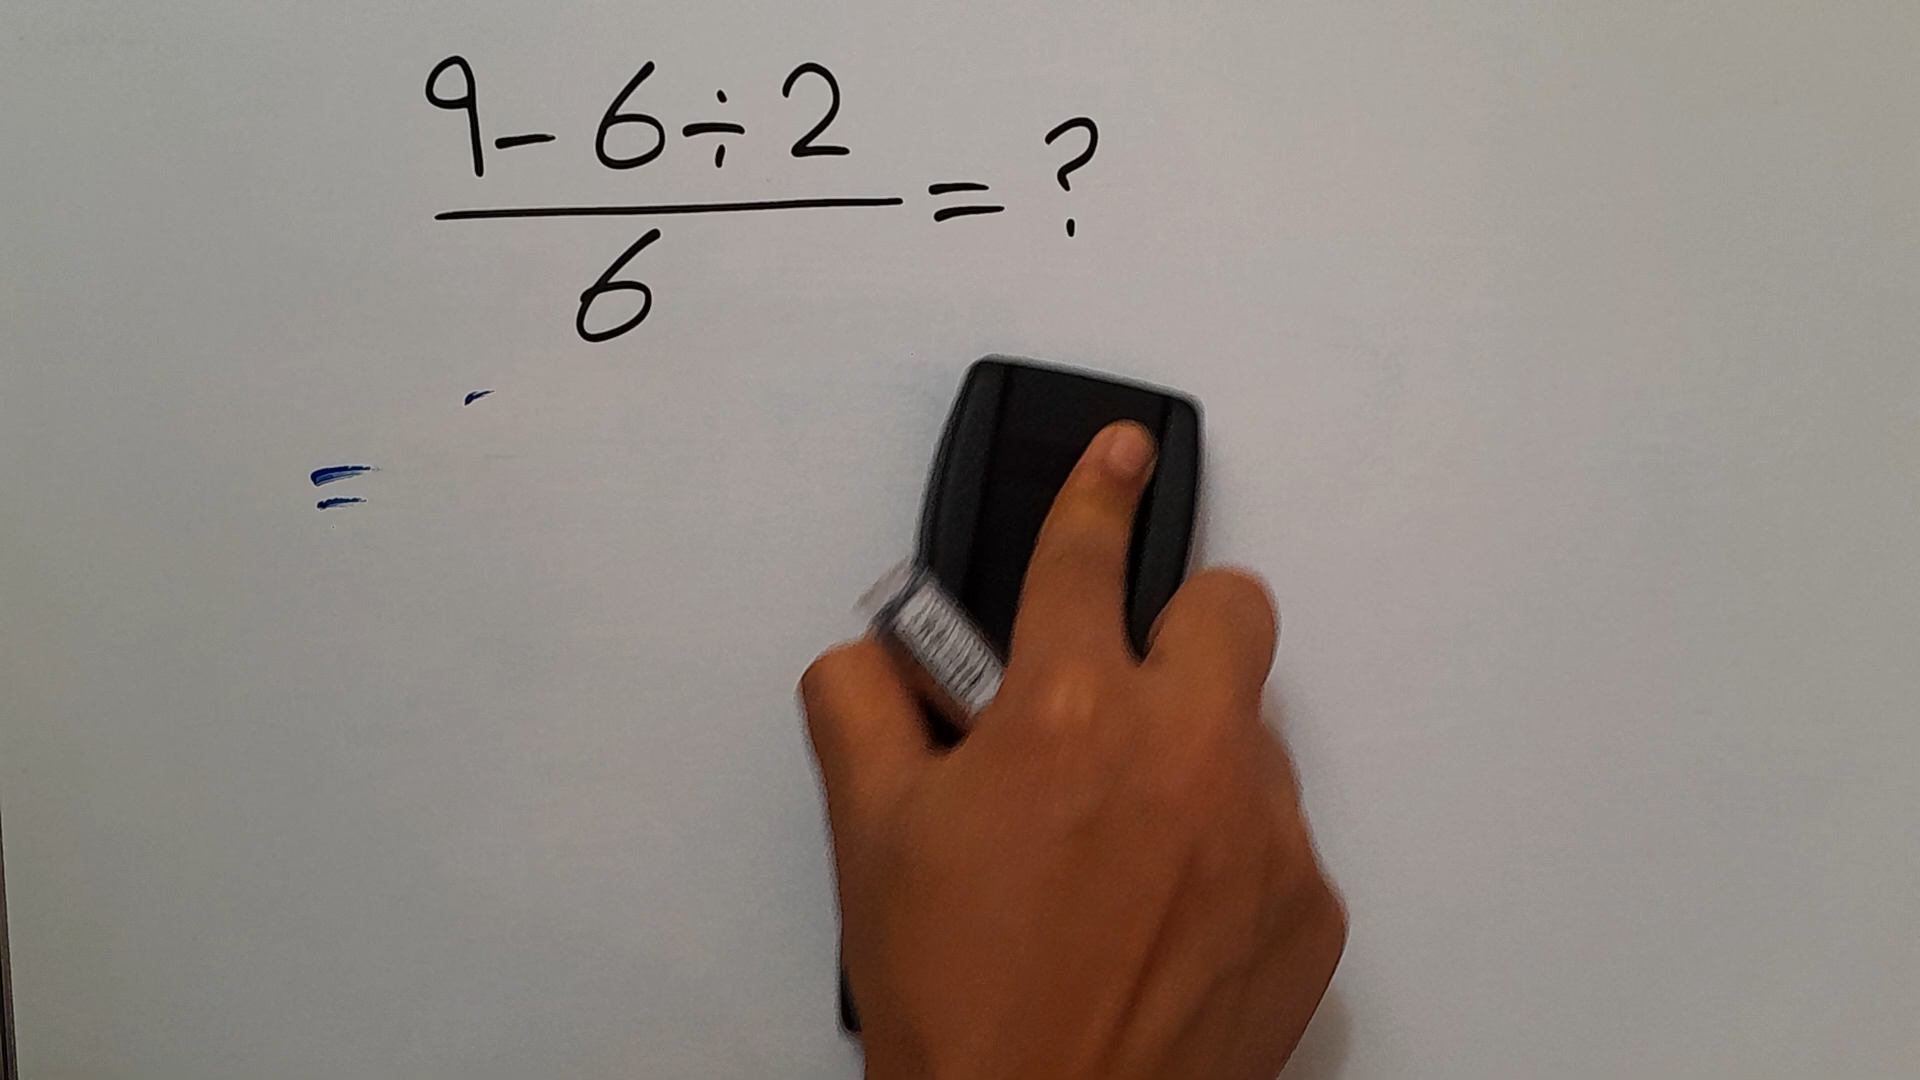 9 - 6 ÷ 2
6
= ?
=